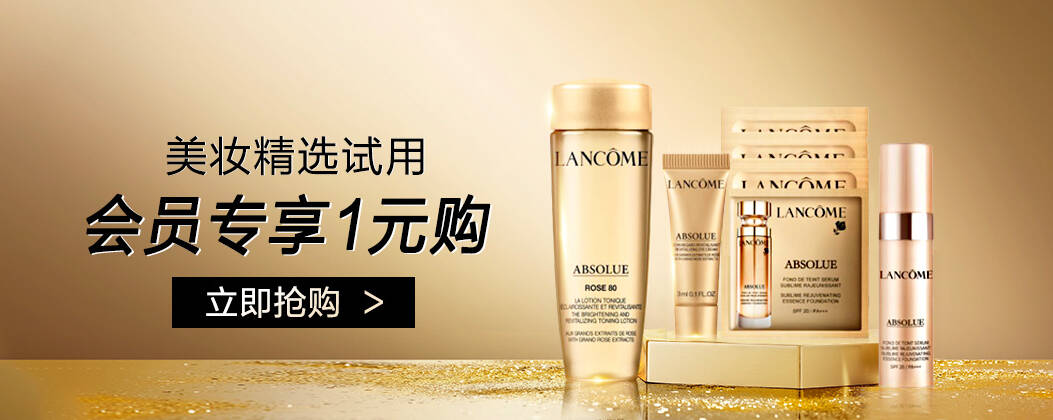 美妆精选试用
会员专享1元购
立即抢购 >
LANCÔME
ABSOLUE
ROSE 80
LA LOTION TONIQUE
ÉCLAIRCISSANTE ET REVITALISANTE
THE BRIGHTENING AND
REVITALIZING TONING LOTION
AUX GRANDS EXTRAITS DE ROSE
WITH GRAND ROSE EXTRACTS
LANCÔME
ABSOLUE
3ml 0.1 FL.OZ
LANCÔME
LANCÔME
LANCÔME
LANCÔME
ABSOLUE
LANCÔME
ABSOLUE
FOND DE TEINT SERUM
SUBLIME RAJEUNISSANT
SUBLIME REJUVENATING
ESSENCE FOUNDATION
SPF 20 / PA+++
LANCÔME
ABSOLUE
FOND DE TEINT SERUM
SUBLIME RAJEUNISSANT
SUBLIME REJUVENATING
ESSENCE FOUNDATION
SPF 20 / PA+++